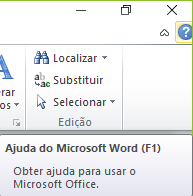 Localizar
Substituir
Selecionar
Edição
Ajuda do Microsoft Word (F1)
Obter ajuda para usar o
Microsoft Office.